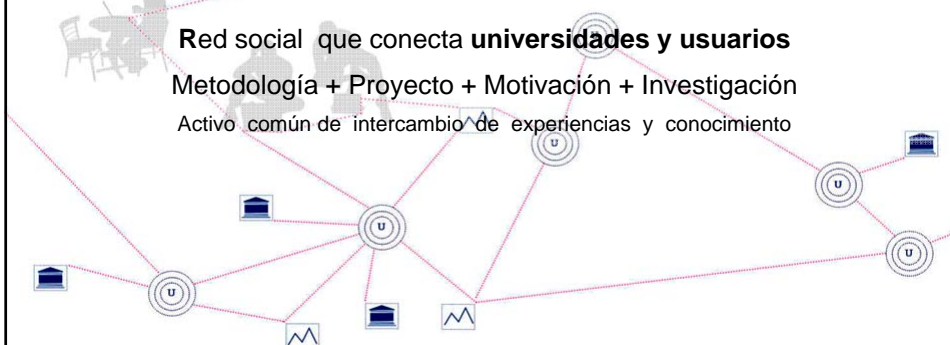 Red social que conecta universidades y usuarios
Metodología + Proyecto + Motivación + Investigación
Activo común de intercambio de experiencias y conocimiento
U
U
U
U
U
U